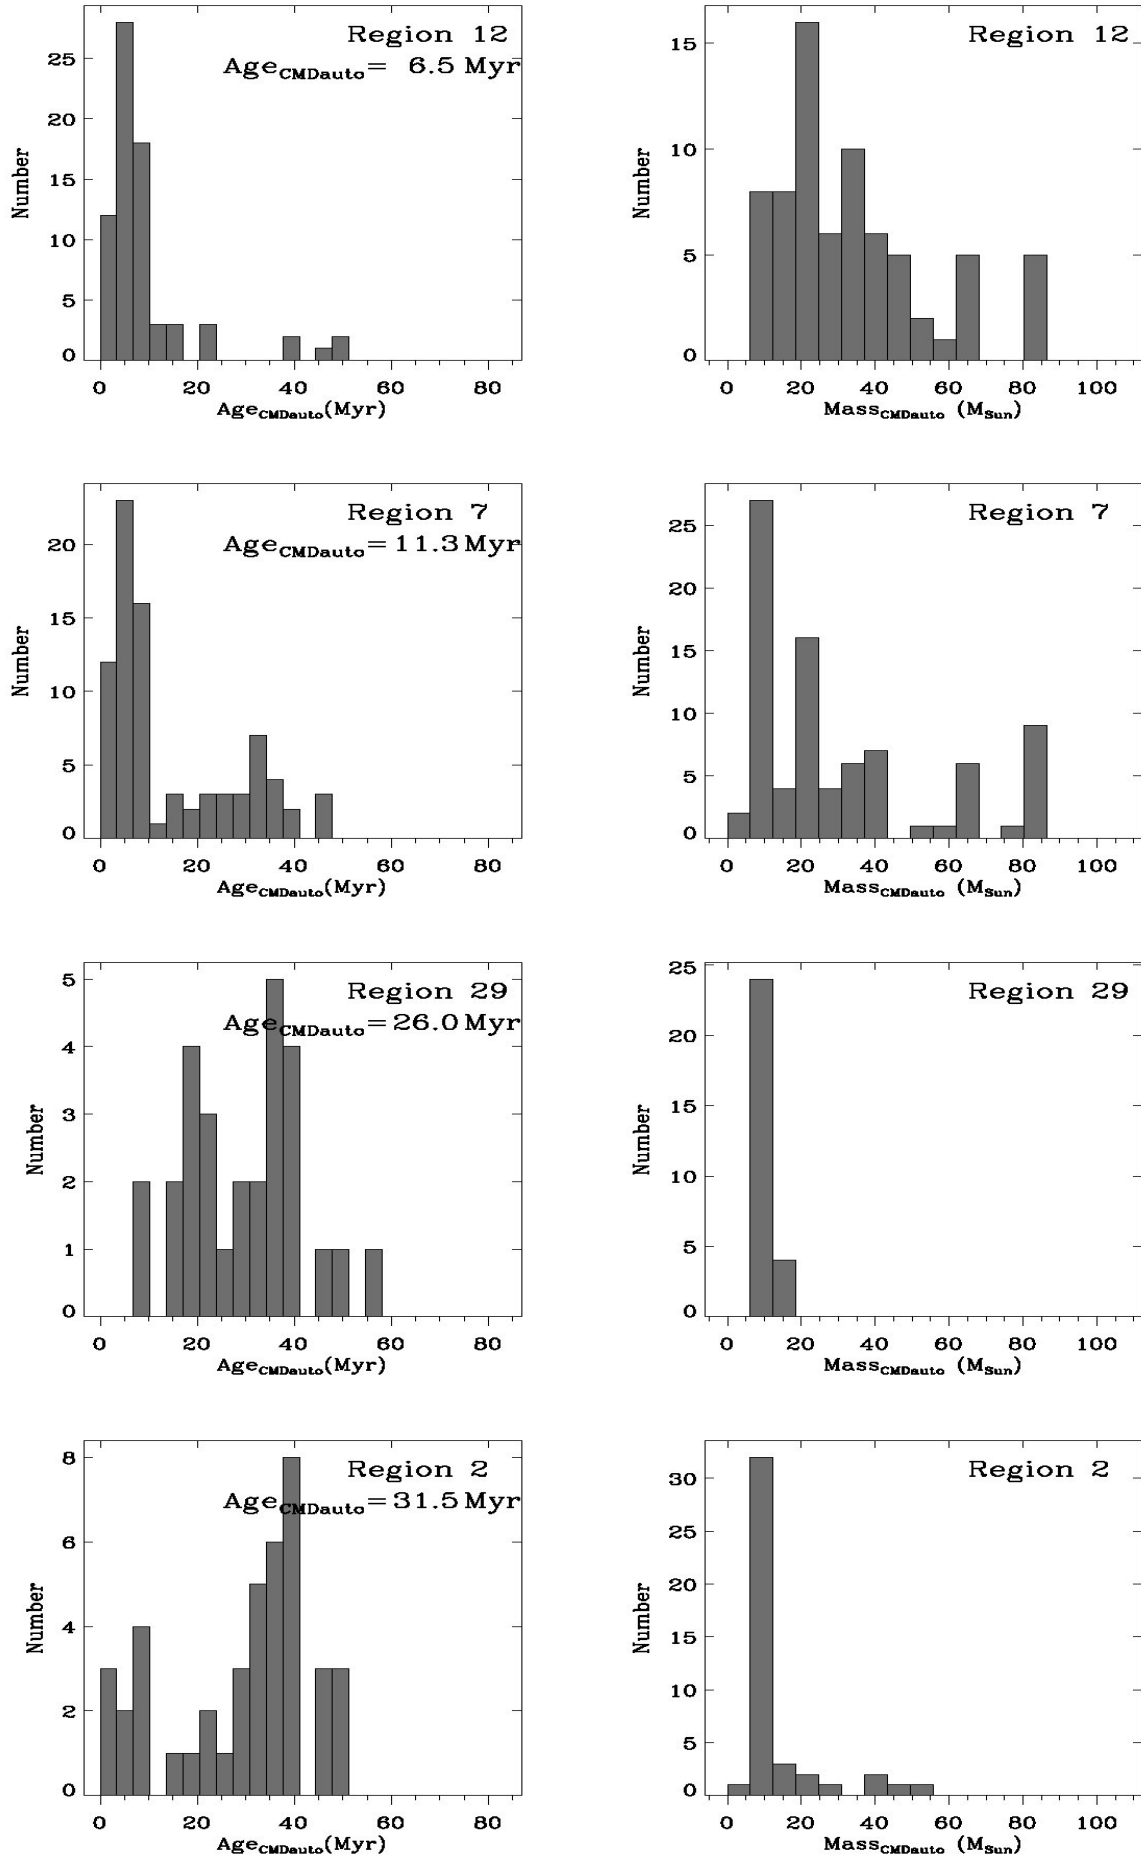 Region 12
Age_CMDauto = 6.5 Myr
25
20
15
10
5
0
Number
0 20 40 60 80
Age_CMDauto(Myr)
Region 12
15
10
5
0
Number
0 20 40 60 80 100
Mass_CMDauto (M_Sun)
Region 7
Age_CMDauto = 11.3 Myr
20
15
10
5
0
Number
0 20 40 60 80
Age_CMDauto(Myr)
Region 7
25
20
15
10
5
0
Number
0 20 40 60 80 100
Mass_CMDauto (M_Sun)
Region 29
Age_CMDauto = 26.0 Myr
5
4
3
2
1
0
Number
0 20 40 60 80
Age_CMDauto(Myr)
Region 29
25
20
15
10
5
0
Number
0 20 40 60 80 100
Mass_CMDauto (M_Sun)
Region 2
Age_CMDauto = 31.5 Myr
8
6
4
2
0
Number
0 20 40 60 80
Age_CMDauto(Myr)
Region 2
30
25
20
15
10
5
0
Number
0 20 40 60 80 100
Mass_CMDauto (M_Sun)